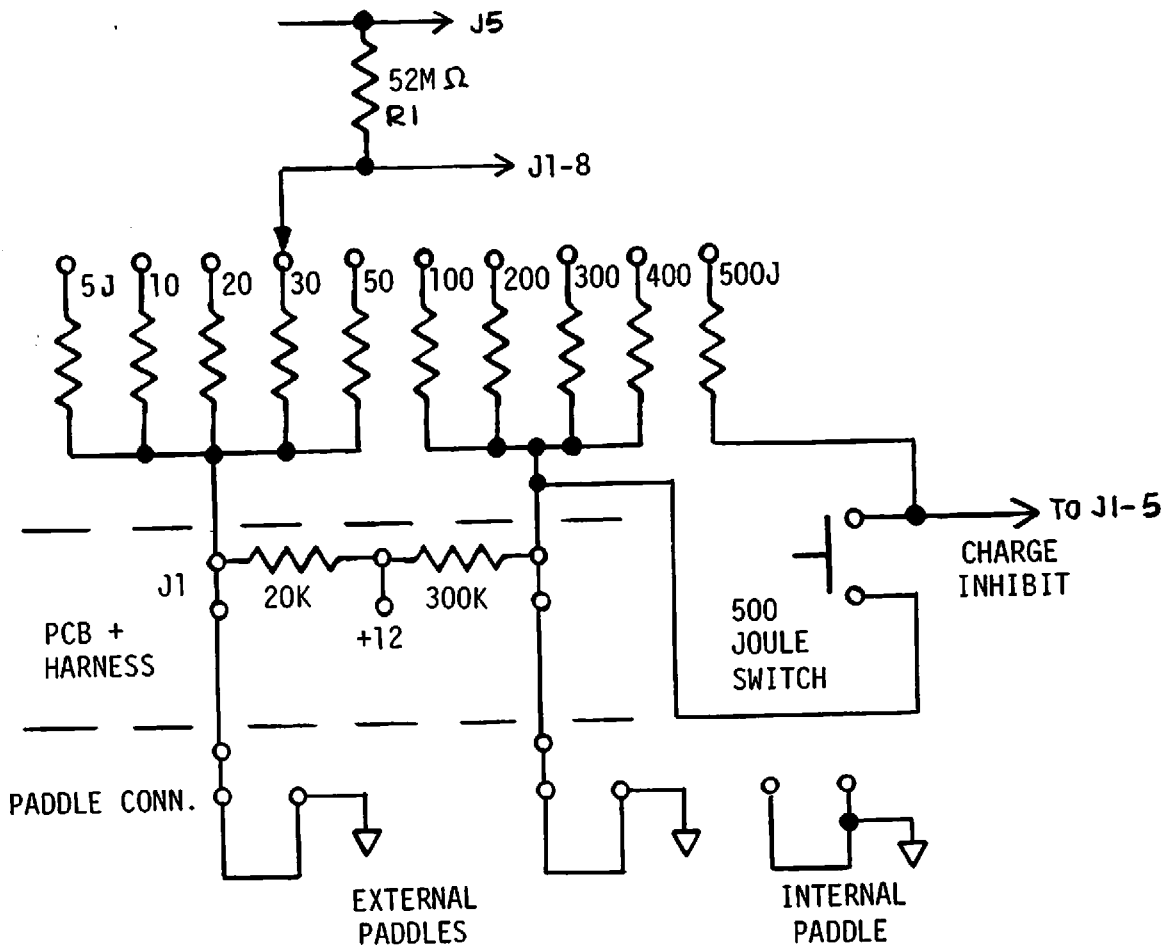 J5
52M Ω
R1
J1-8
5J 10 20 30 50 100 200 300 400 500J
TO J1-5
CHARGE
INHIBIT
J1
20K
+12
300K
500
JOULE
SWITCH
PCB +
HARNESS
PADDLE CONN.
EXTERNAL
PADDLES
INTERNAL
PADDLE